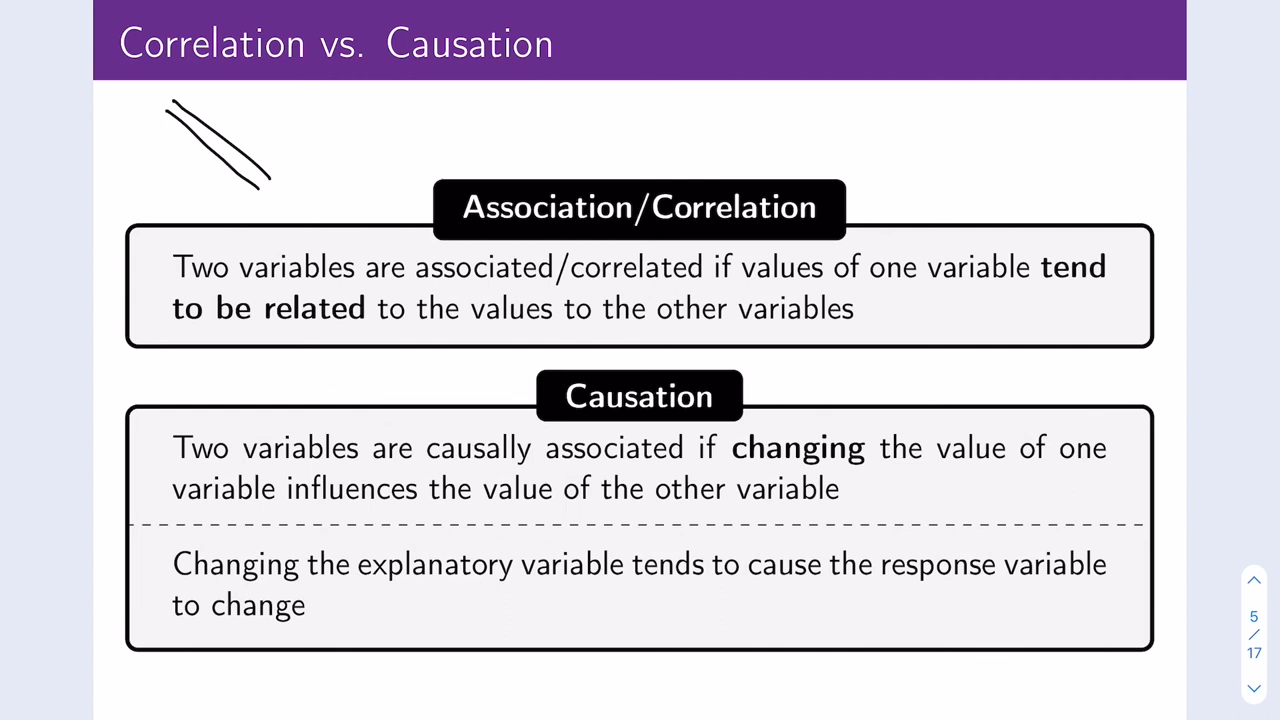 Correlation vs. Causation
Association/Correlation
Two variables are associated/correlated if values of one variable tend
to be related to the values to the other variables
Causation
Two variables are causally associated if changing the value of one
variable influences the value of the other variable
Changing the explanatory variable tends to cause the response variable
to change
5
/
17